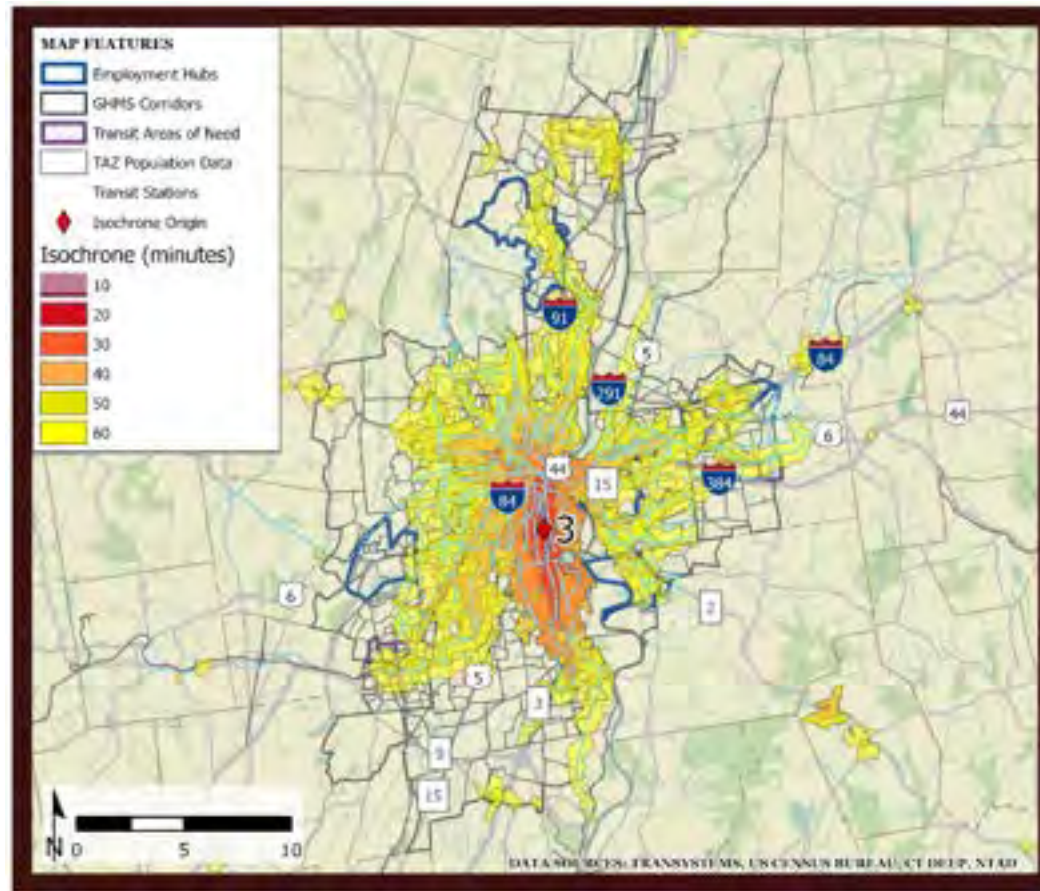 MAP FEATURES
Employment Hubs
GHMS Corridors
Transit Areas of Need
TAZ Population Data
Transit Stations
Isochrone Origin
Isochrone (minutes)
10
20
30
40
50
60
91
5
84
291
44
6
44
15
384
84
3
6
2
5
3
9
15
N
0 5 10
DATA SOURCES: TRANSYSTEMS, US CENSUS BUREAU, CT DEEP, NTAD